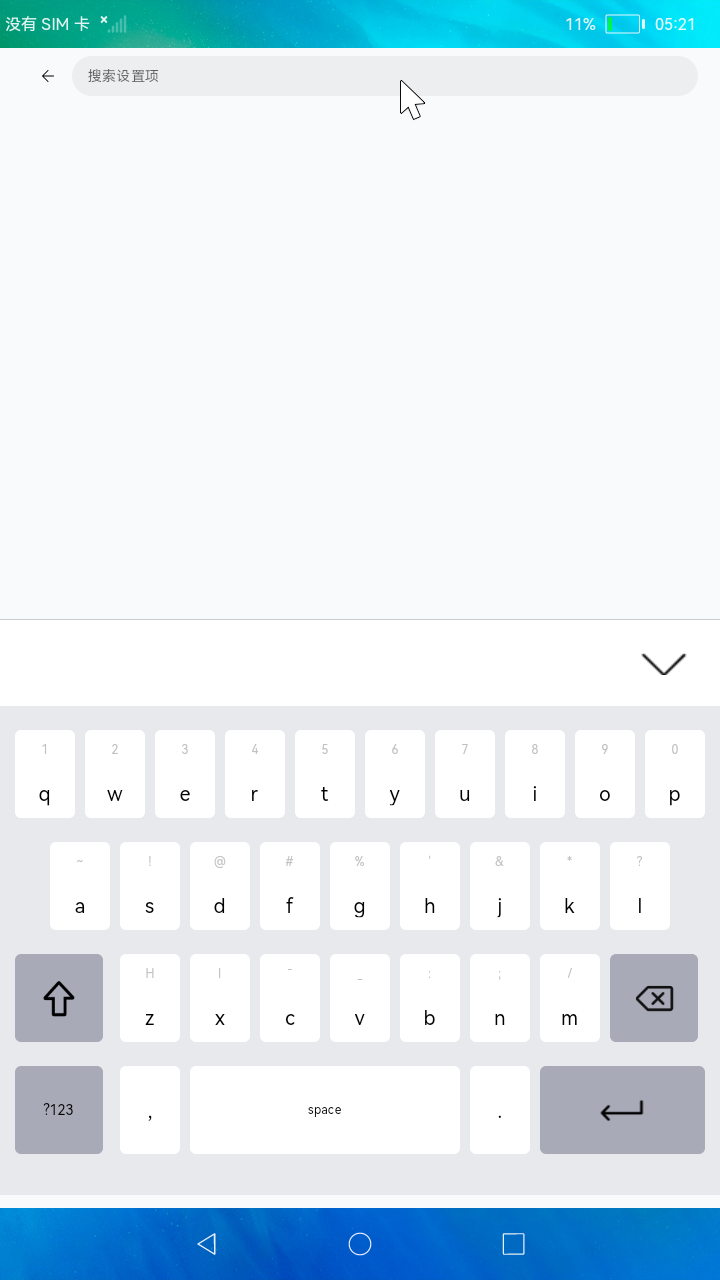 没有 SIM 卡 11% 05:21
搜索设置项
1 2 3 4 5 6 7 8 9 0
q w e r t y u i o p
~ ! @ # % ' & * ?
a s d f g h j k l
H I - _ : ; /
z x c v b n m
?123 , space .